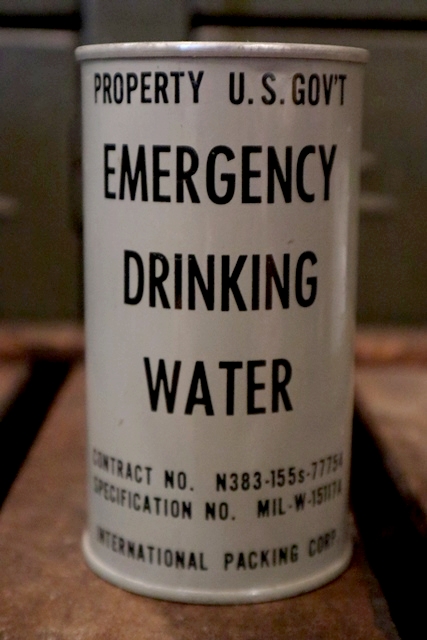 PROPERTY U.S. GOV'T
EMERGENCY
DRINKING
WATER
CONTRACT NO. N383-155s-77754
SPECIFICATION NO. MIL-W-15117A
INTERNATIONAL PACKING CORP.